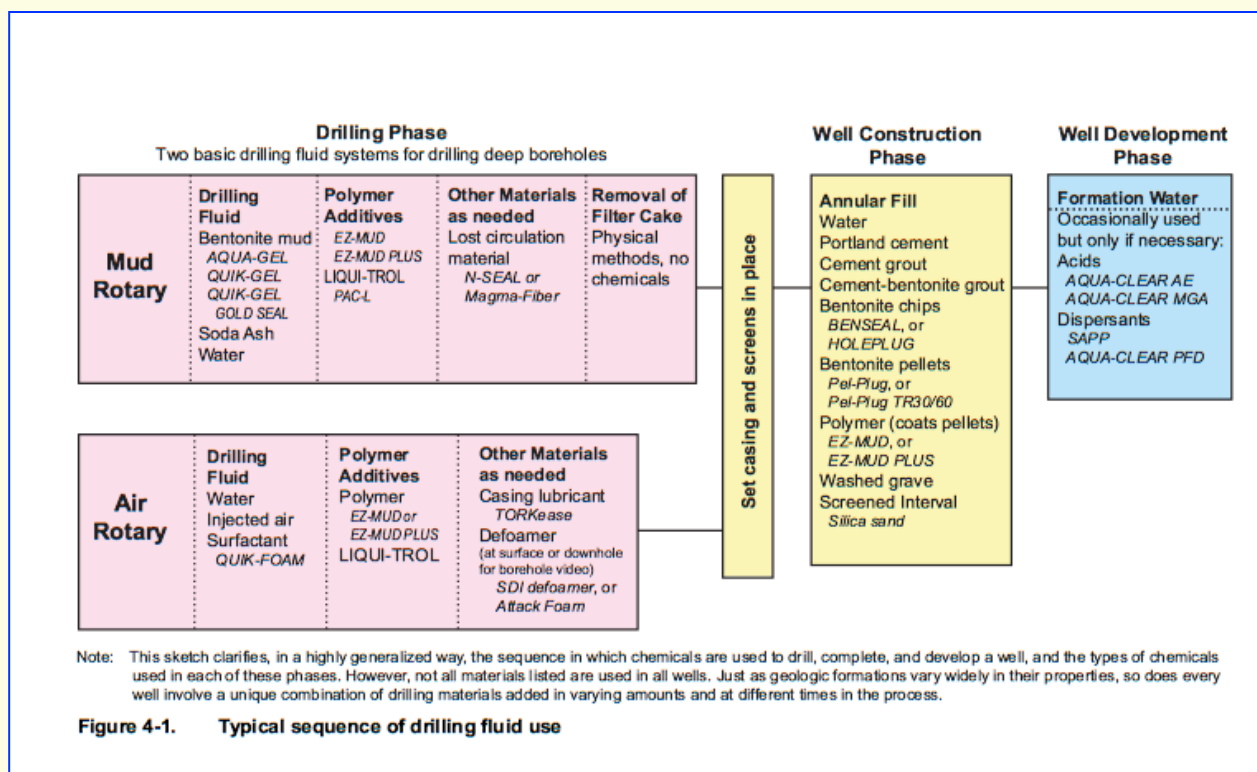 Drilling Phase
Two basic drilling fluid systems for drilling deep boreholes
Well Construction
Phase
Well Development
Phase
Mud
Rotary
Drilling
Fluid
Bentonite mud
AQUA-GEL
QUIK-GEL
QUIK-GEL
GOLD SEAL
Soda Ash
Water
Polymer
Additives
EZ-MUD
EZ-MUD PLUS
LIQUI-TROL
PAC-L
Other Materials
as needed
Lost circulation
material
N-SEAL or
Magma-Fiber
Removal of
Filter Cake
Physical
methods, no
chemicals
Air
Rotary
Drilling
Fluid
Water
Injected air
Surfactant
QUIK-FOAM
Polymer
Additives
Polymer
EZ-MUD or
EZ-MUD PLUS
LIQUI-TROL
Other Materials
as needed
Casing lubricant
TORKease
Defoamer
(at surface or downhole
for borehole video)
SDI defoamer, or
Attack Foam
Set casing and screens in place
Annular Fill
Water
Portland cement
Cement grout
Cement-bentonite grout
Bentonite chips
BENSEAL, or
HOLEPLUG
Bentonite pellets
Pel-Plug, or
Pel-Plug TR30/60
Polymer (coats pellets)
EZ-MUD, or
EZ-MUD PLUS
Washed grave
Screened Interval
Silica sand
Formation Water
Occasionally used
but only if necessary:
Acids
AQUA-CLEAR AE
AQUA-CLEAR MGA
Dispersants
SAPP
AQUA-CLEAR PFD
Note: This sketch clarifies, in a highly generalized way, the sequence in which chemicals are used to drill, complete, and develop a well, and the types of chemicals
used in each of these phases. However, not all materials listed are used in all wells. Just as geologic formations vary widely in their properties, so does every
well involve a unique combination of drilling materials added in varying amounts and at different times in the process.
Figure 4-1. Typical sequence of drilling fluid use